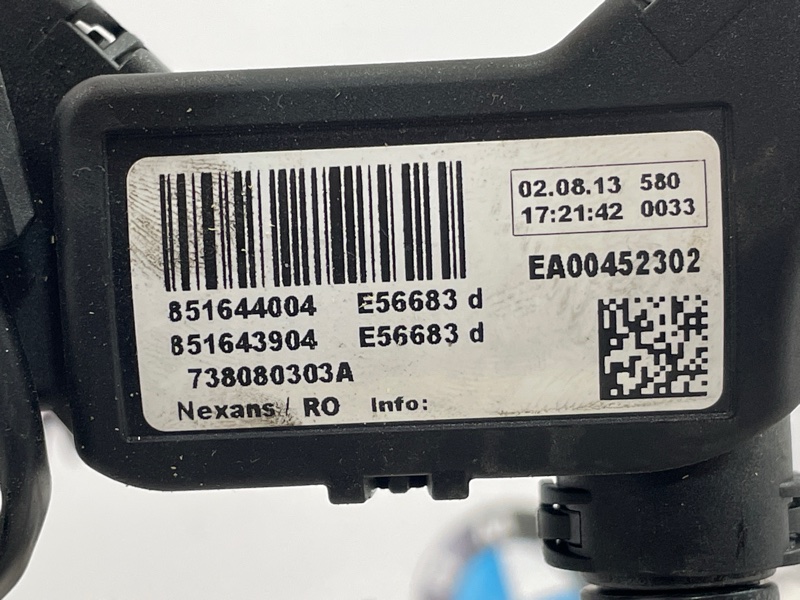 02.08.13 580
17:21:42 0033
EA00452302
851644004 E56683 d
851643904 E56683 d
738080303A
Nexans / RO Info: